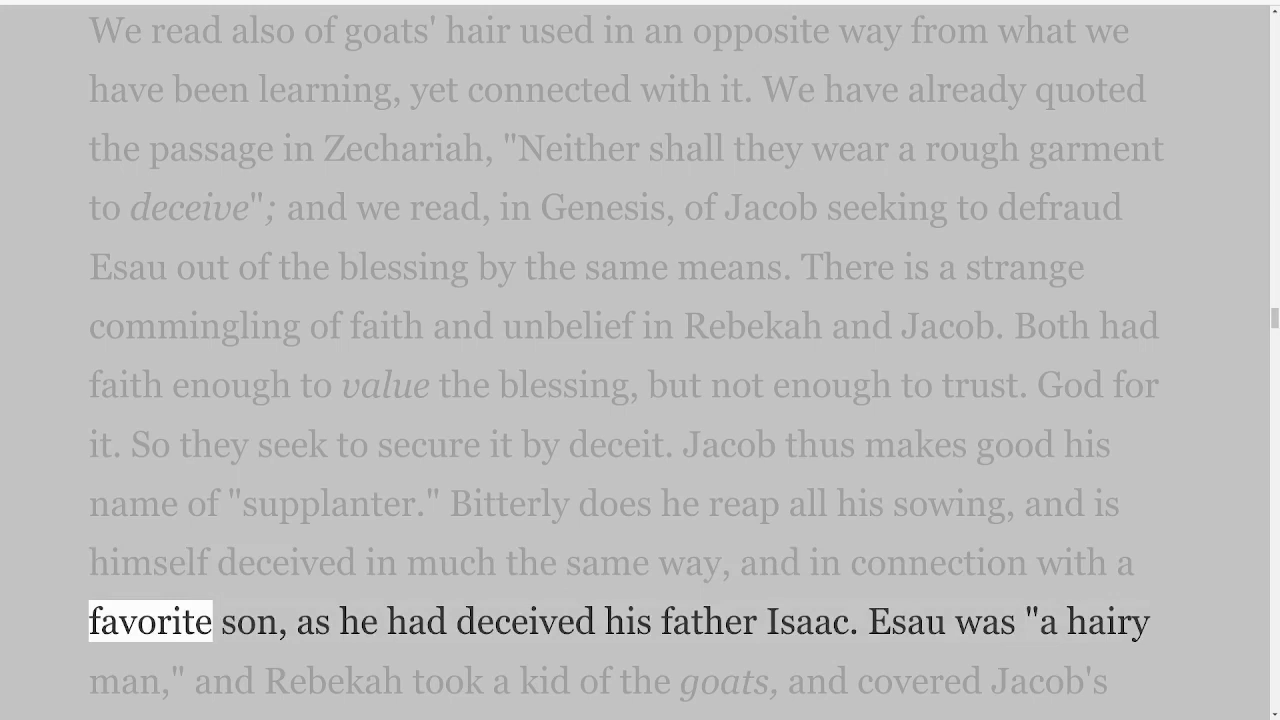 We read also of goats' hair used in an opposite way from what we
have been learning, yet connected with it. We have already quoted
the passage in Zechariah, "Neither shall they wear a rough garment
to deceive"; and we read, in Genesis, of Jacob seeking to defraud
Esau out of the blessing by the same means. There is a strange
commingling of faith and unbelief in Rebekah and Jacob. Both had
faith enough to value the blessing, but not enough to trust. God for
it. So they seek to secure it by deceit. Jacob thus makes good his
name of "supplanter." Bitterly does he reap all his sowing, and is
himself deceived in much the same way, and in connection with a
favorite son, as he had deceived his father Isaac. Esau was "a hairy
man," and Rebekah took a kid of the goats, and covered Jacob's